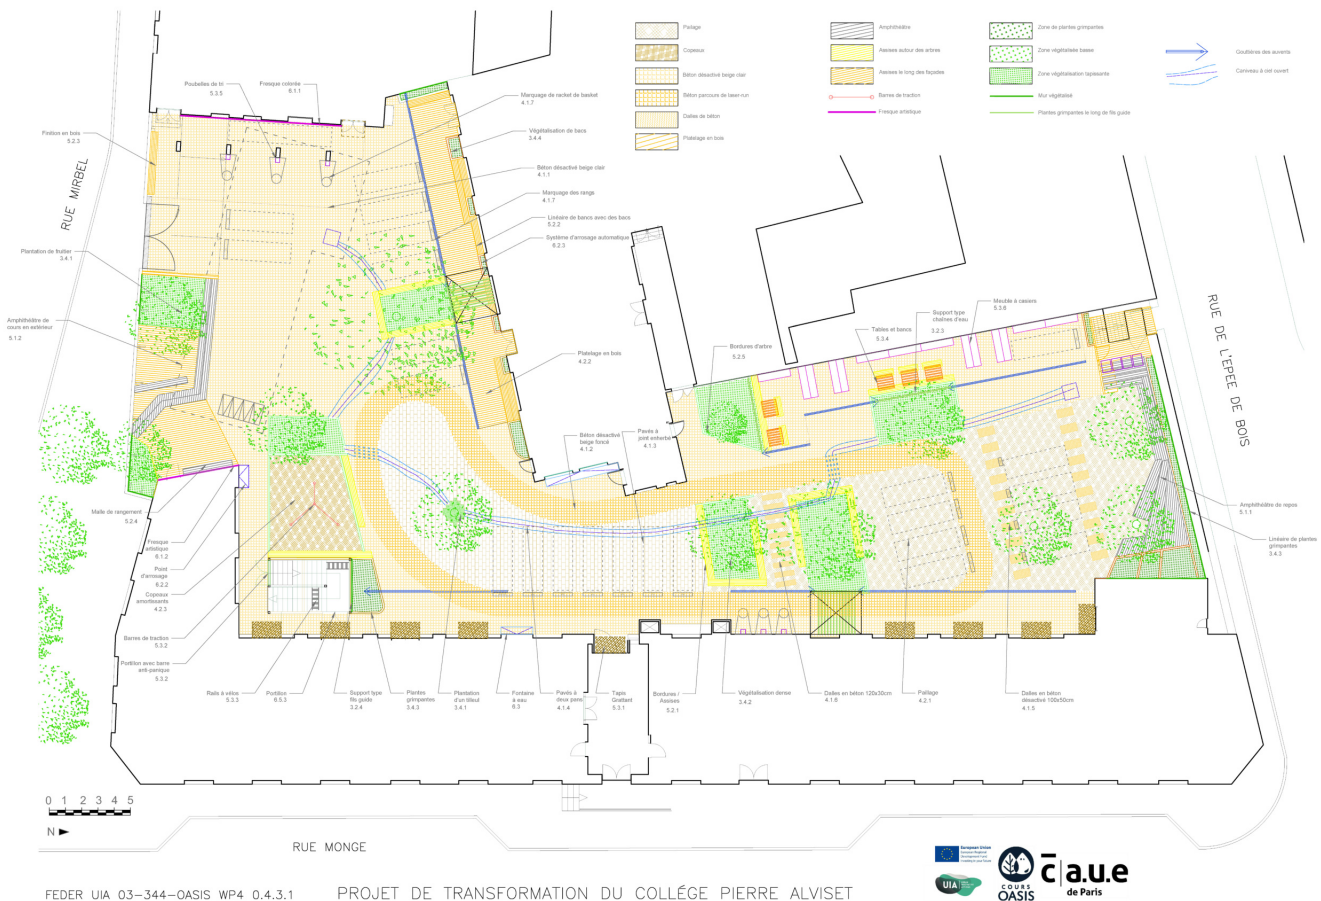 Paillage
Copeaux
Béton désactivé beige clair
Béton parcours de laser-run
Dalles de béton
Platelage en bois
Amphithéâtre
Assises autour des arbres
Assises le long des façades
Barres de traction
Fresque artistique
Zone de plantes grimpantes
Zone végétalisée basse
Zone végétalisation tapissante
Mur végétalisé
Plantes grimpantes le long de file guide
Gouttières des auvents
Caniveau à ciel ouvert
Poubelles de tri
5.3.5
Fresque colorée
6.1.1
Marquage de racket de basket
4.1.7
Finition en bois
5.2.3
Végétalisation de bacs
3.4.4
Béton désactivé beige clair
4.1.1
Marquage des rangs
4.1.7
Linéaire de bancs avec des bacs
5.2.2
Système d'arrosage automatique
6.2.3
RUE MIRBEL
Plantation de fruitier
3.4.1
Amphithéâtre de
cours en extérieur
5.1.2
Platelage en bois
4.2.2
Bordures d'arbre
5.2.5
Tables et bancs
5.3.4
Support type
chaînes d'eau
3.2.3
Meuble à casiers
5.3.6
RUE DE L'EPEE DE BOIS
Béton désactivé
beige foncé
4.1.2
Pavés à
joint enherbé
4.1.3
Malle de rangement
5.2.4
Fresque
artistique
6.1.2
Point
d'arrosage
6.2.2
Copeaux
amortissants
4.2.3
Barres de traction
5.3.2
Portillon avec barre
anti-panique
5.3.2
Amphithéâtre de repos
5.1.1
Linéaire de plantes
grimpantes
3.4.3
Rails à vélos
5.3.3
Portillon
6.5.3
Support type
fils guide
3.2.4
Plantes
grimpantes
3.4.3
Plantation
d'un tilleul
3.4.1
Fontaine
à eau
6.3
Pavés à
deux pans
4.1.4
Tapis
Grattant
5.3.1
Bordures /
Assises
5.2.1
Végétalisation dense
3.4.2
Dalles en béton 120x30cm
4.1.6
Paillage
4.2.1
Dalles en béton
désactivé 100x50cm
4.1.5
0 1 2 3 4 5
N
RUE MONGE
FEDER UIA 03-344-OASIS WP4 0.4.3.1
PROJET DE TRANSFORMATION DU COLLÉGE PIERRE ALVISET
European Union
UIA
COURS
OASIS
c|a.u.e
de Paris